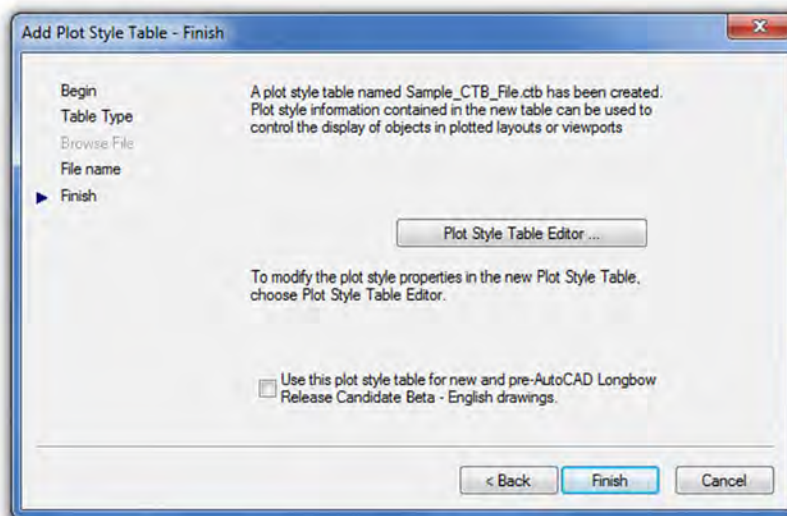 Add Plot Style Table - Finish
Begin
Table Type
Browse File
File name
Finish
A plot style table named Sample_CTB_File.ctb has been created.
Plot style information contained in the new table can be used to
control the display of objects in plotted layouts or viewports
Plot Style Table Editor ...
To modify the plot style properties in the new Plot Style Table,
choose Plot Style Table Editor.
Use this plot style table for new and pre-AutoCAD Longbow
Release Candidate Beta - English drawings.
< Back
Finish
Cancel